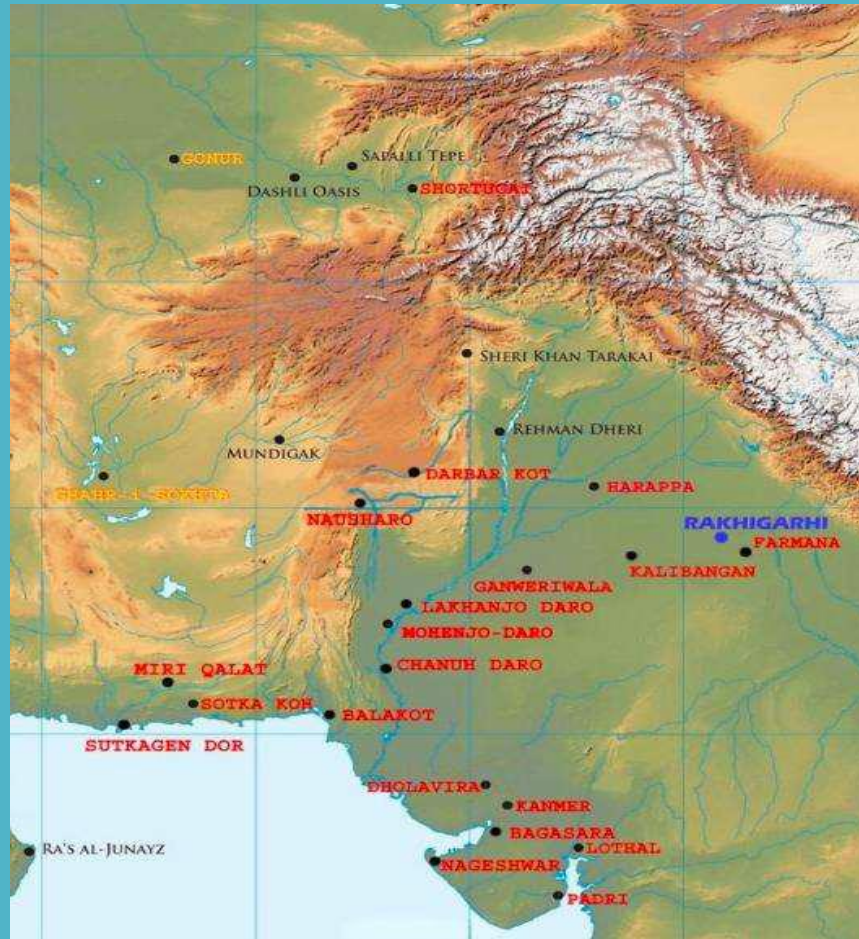 SAPALLI TEPE
GONUR
DASHLI OASIS
SHORTUGAI
SHERI KHAN TARAKAI
REHMAN DHERI
MUNDIGAK
DARBAR KOT
SHAHR-I SOKHTA
HARAPPA
NAUSHARO
RAKHIGARHI
FARMANA
KALIBANGAN
GANWERIWALA
LAKHANJO DARO
MOHENJO-DARO
CHANUH DARO
MIRI QALAT
SOTKA KOH
BALAKOT
SUTKAGEN DOR
DHOLAVIRA
KANMER
BAGASARA
LOTHAL
RA'S AL-JUNAYZ
NAGESHWAR
PADRI